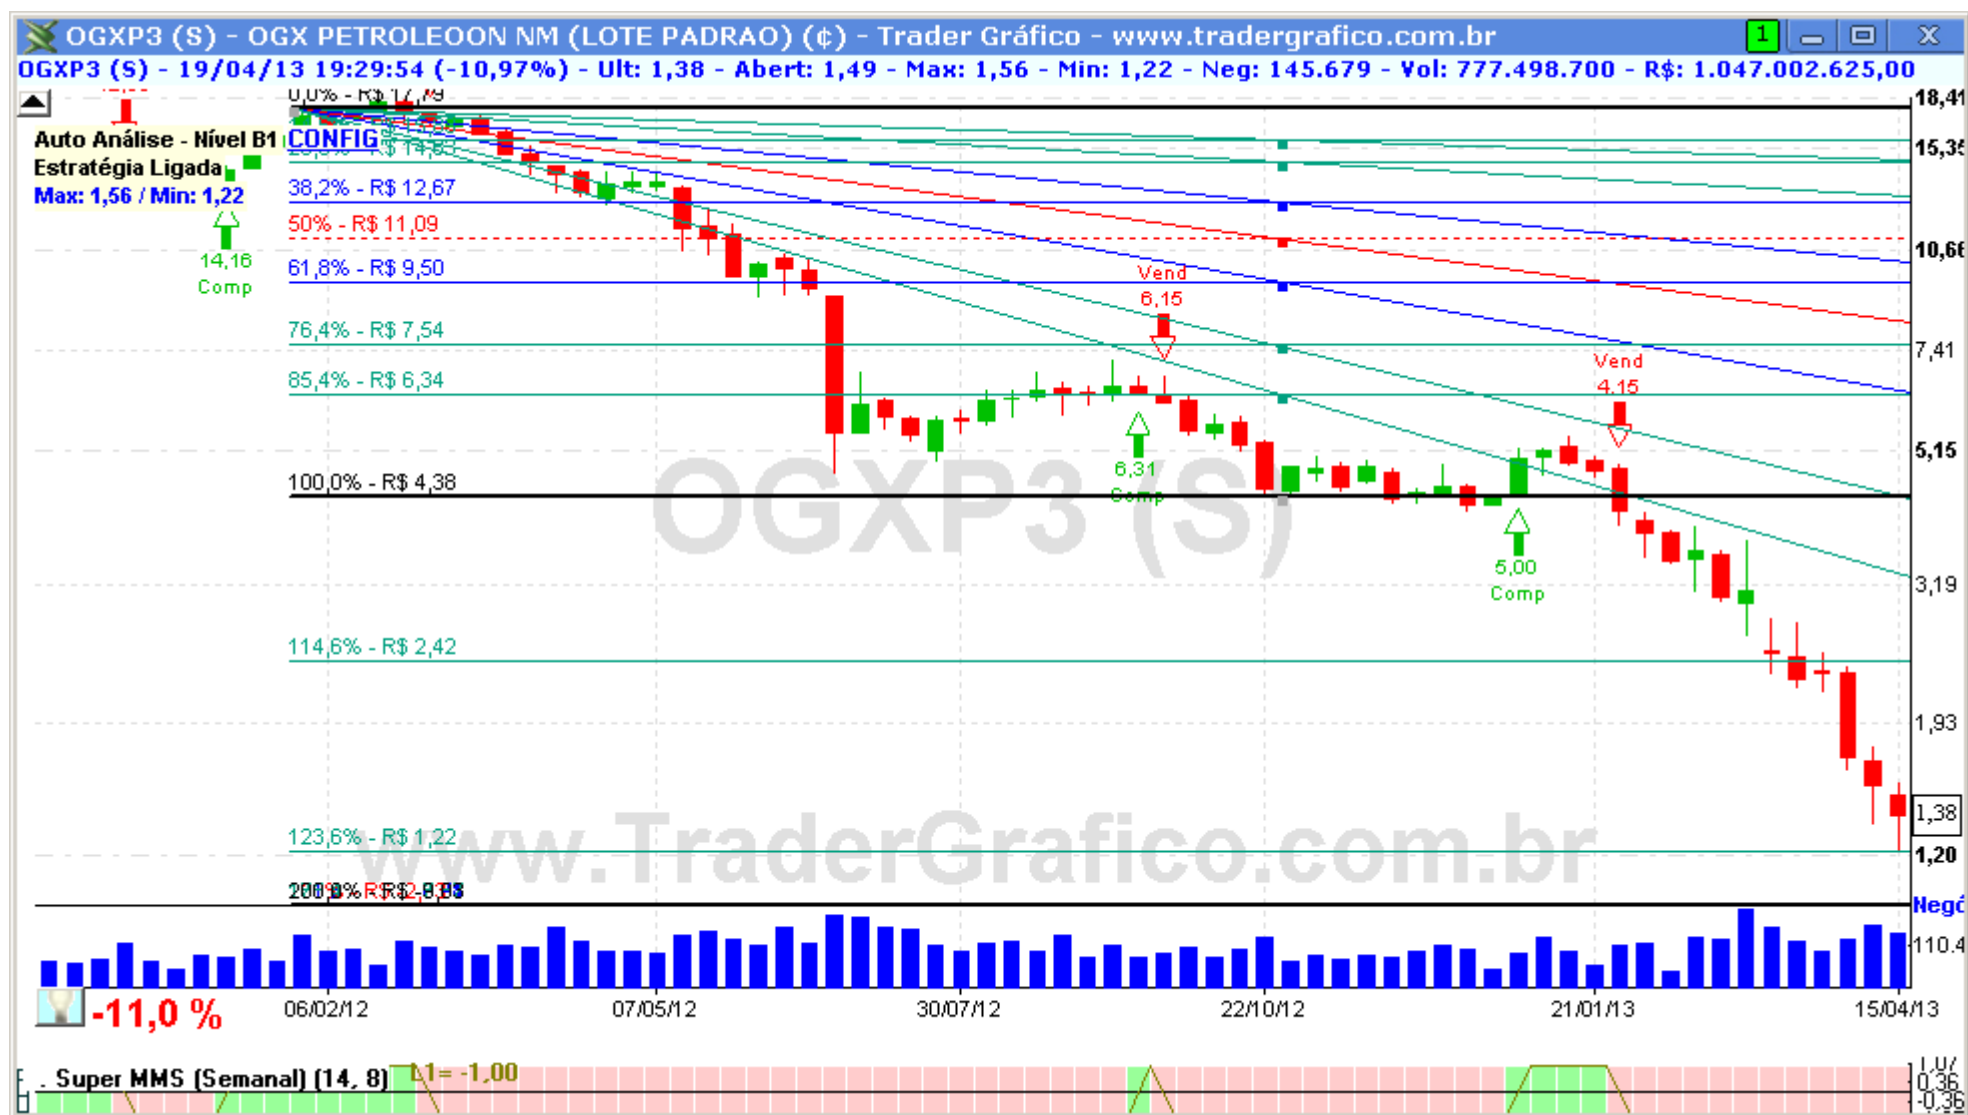 OGXP3 (S) - OGX PETROLEOON NM (LOTE PADRAO) (¢) - Trader Gráfico - www.tradergrafico.com.br
1
OGXP3 (S) - 19/04/13 19:29:54 (-10,97%) - Ult: 1,38 - Abert: 1,49 - Max: 1,56 - Min: 1,22 - Neg: 145.679 - Vol: 777.498.700 - R$: 1.047.002.625,00
0,0% - R$ 17,79
18,41
Auto Análise - Nível B1
CONFIG
15,35
Estratégia Ligada
Max: 1,56 / Min: 1,22
38,2% - R$ 12,67
50% - R$ 11,09
10,66
14,16
Comp
61,8% - R$ 9,50
Vend
6,15
76,4% - R$ 7,54
7,41
Vend
4,15
85,4% - R$ 6,34
5,15
6,31
Comp
100,0% - R$ 4,38
OGXP3 (S)
5,00
Comp
3,19
114,6% - R$ 2,42
1,93
1,38
123,6% - R$ 1,22
www.TraderGrafico.com.br
1,20
Negó
110.4
-11,0 %
06/02/12
07/05/12
30/07/12
22/10/12
21/01/13
15/04/13
. Super MMS (Semanal) (14, 8)
L1= -1,00
1,07
0,36
-0,36